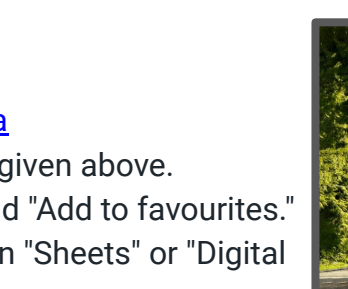 a
given above.
d "Add to favourites."
n "Sheets" or "Digital